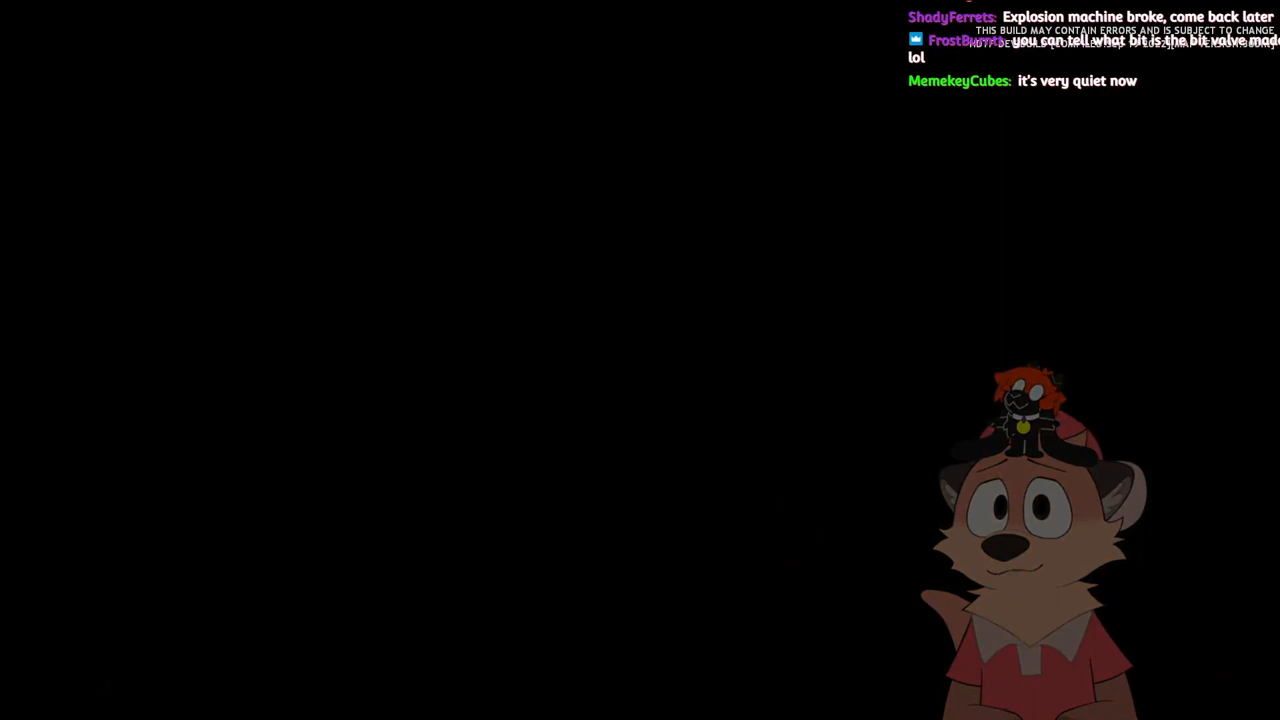 ShadyFerrets: Explosion machine broke, come back later
THIS BUILD MAY CONTAIN ERRORS AND IS SUBJECT TO CHANGE
FrostBurntt: you can tell what bit is the bit valve made
lol
MemekeyCubes: it's very quiet now